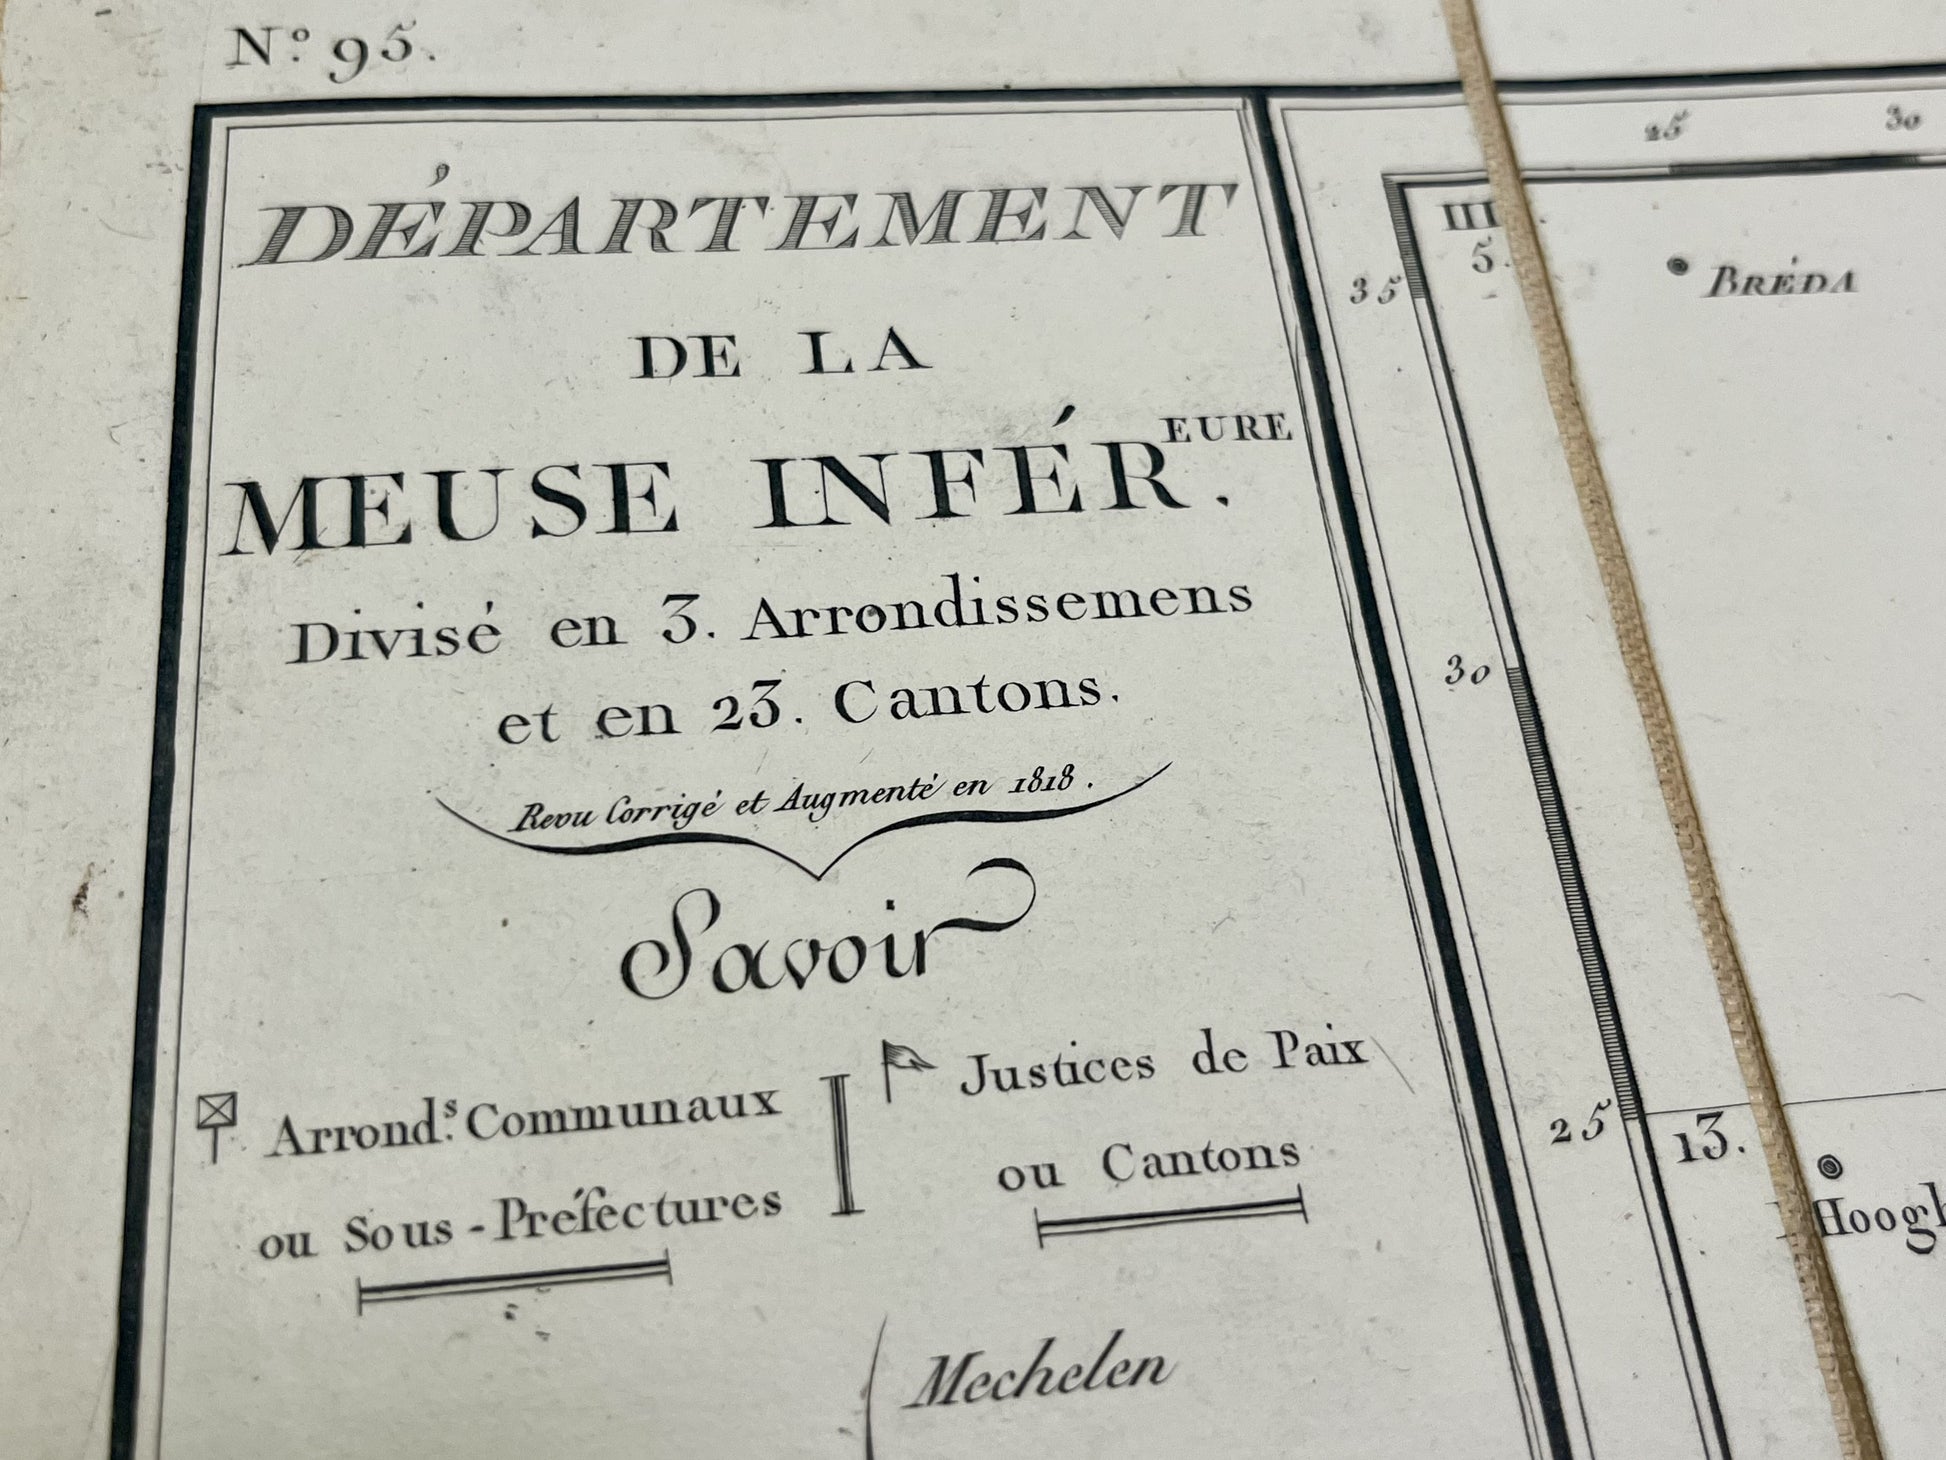 N.º 95.
DÉPARTEMENT
DE LA
MEUSE INFÉR.EURE
Divisé en 3. Arrondissemens
et en 23. Cantons.
Revu Corrigé et Augmenté en 1818.
Savoir
Arrond.s Communaux
ou Sous-Préfectures
Justices de Paix
ou Cantons
Mechelen
25 30
III
5.
35
BRÉDA
30
25
13.